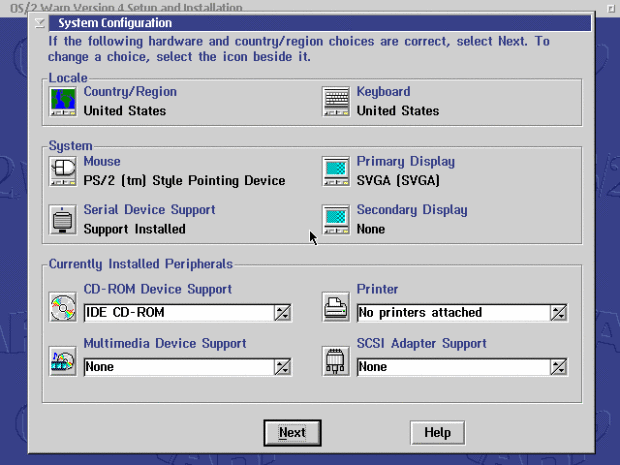 OS/2 Warp Version 4 Setup and Installation
System Configuration
If the following hardware and country/region choices are correct, select Next. To
change a choice, select the icon beside it.
Locale
Country/Region
United States
Keyboard
United States
System
Mouse
PS/2 (tm) Style Pointing Device
Primary Display
SVGA (SVGA)
Serial Device Support
Support Installed
Secondary Display
None
Currently Installed Peripherals
CD-ROM Device Support
IDE CD-ROM
Printer
No printers attached
Multimedia Device Support
None
SCSI Adapter Support
None
Next
Help